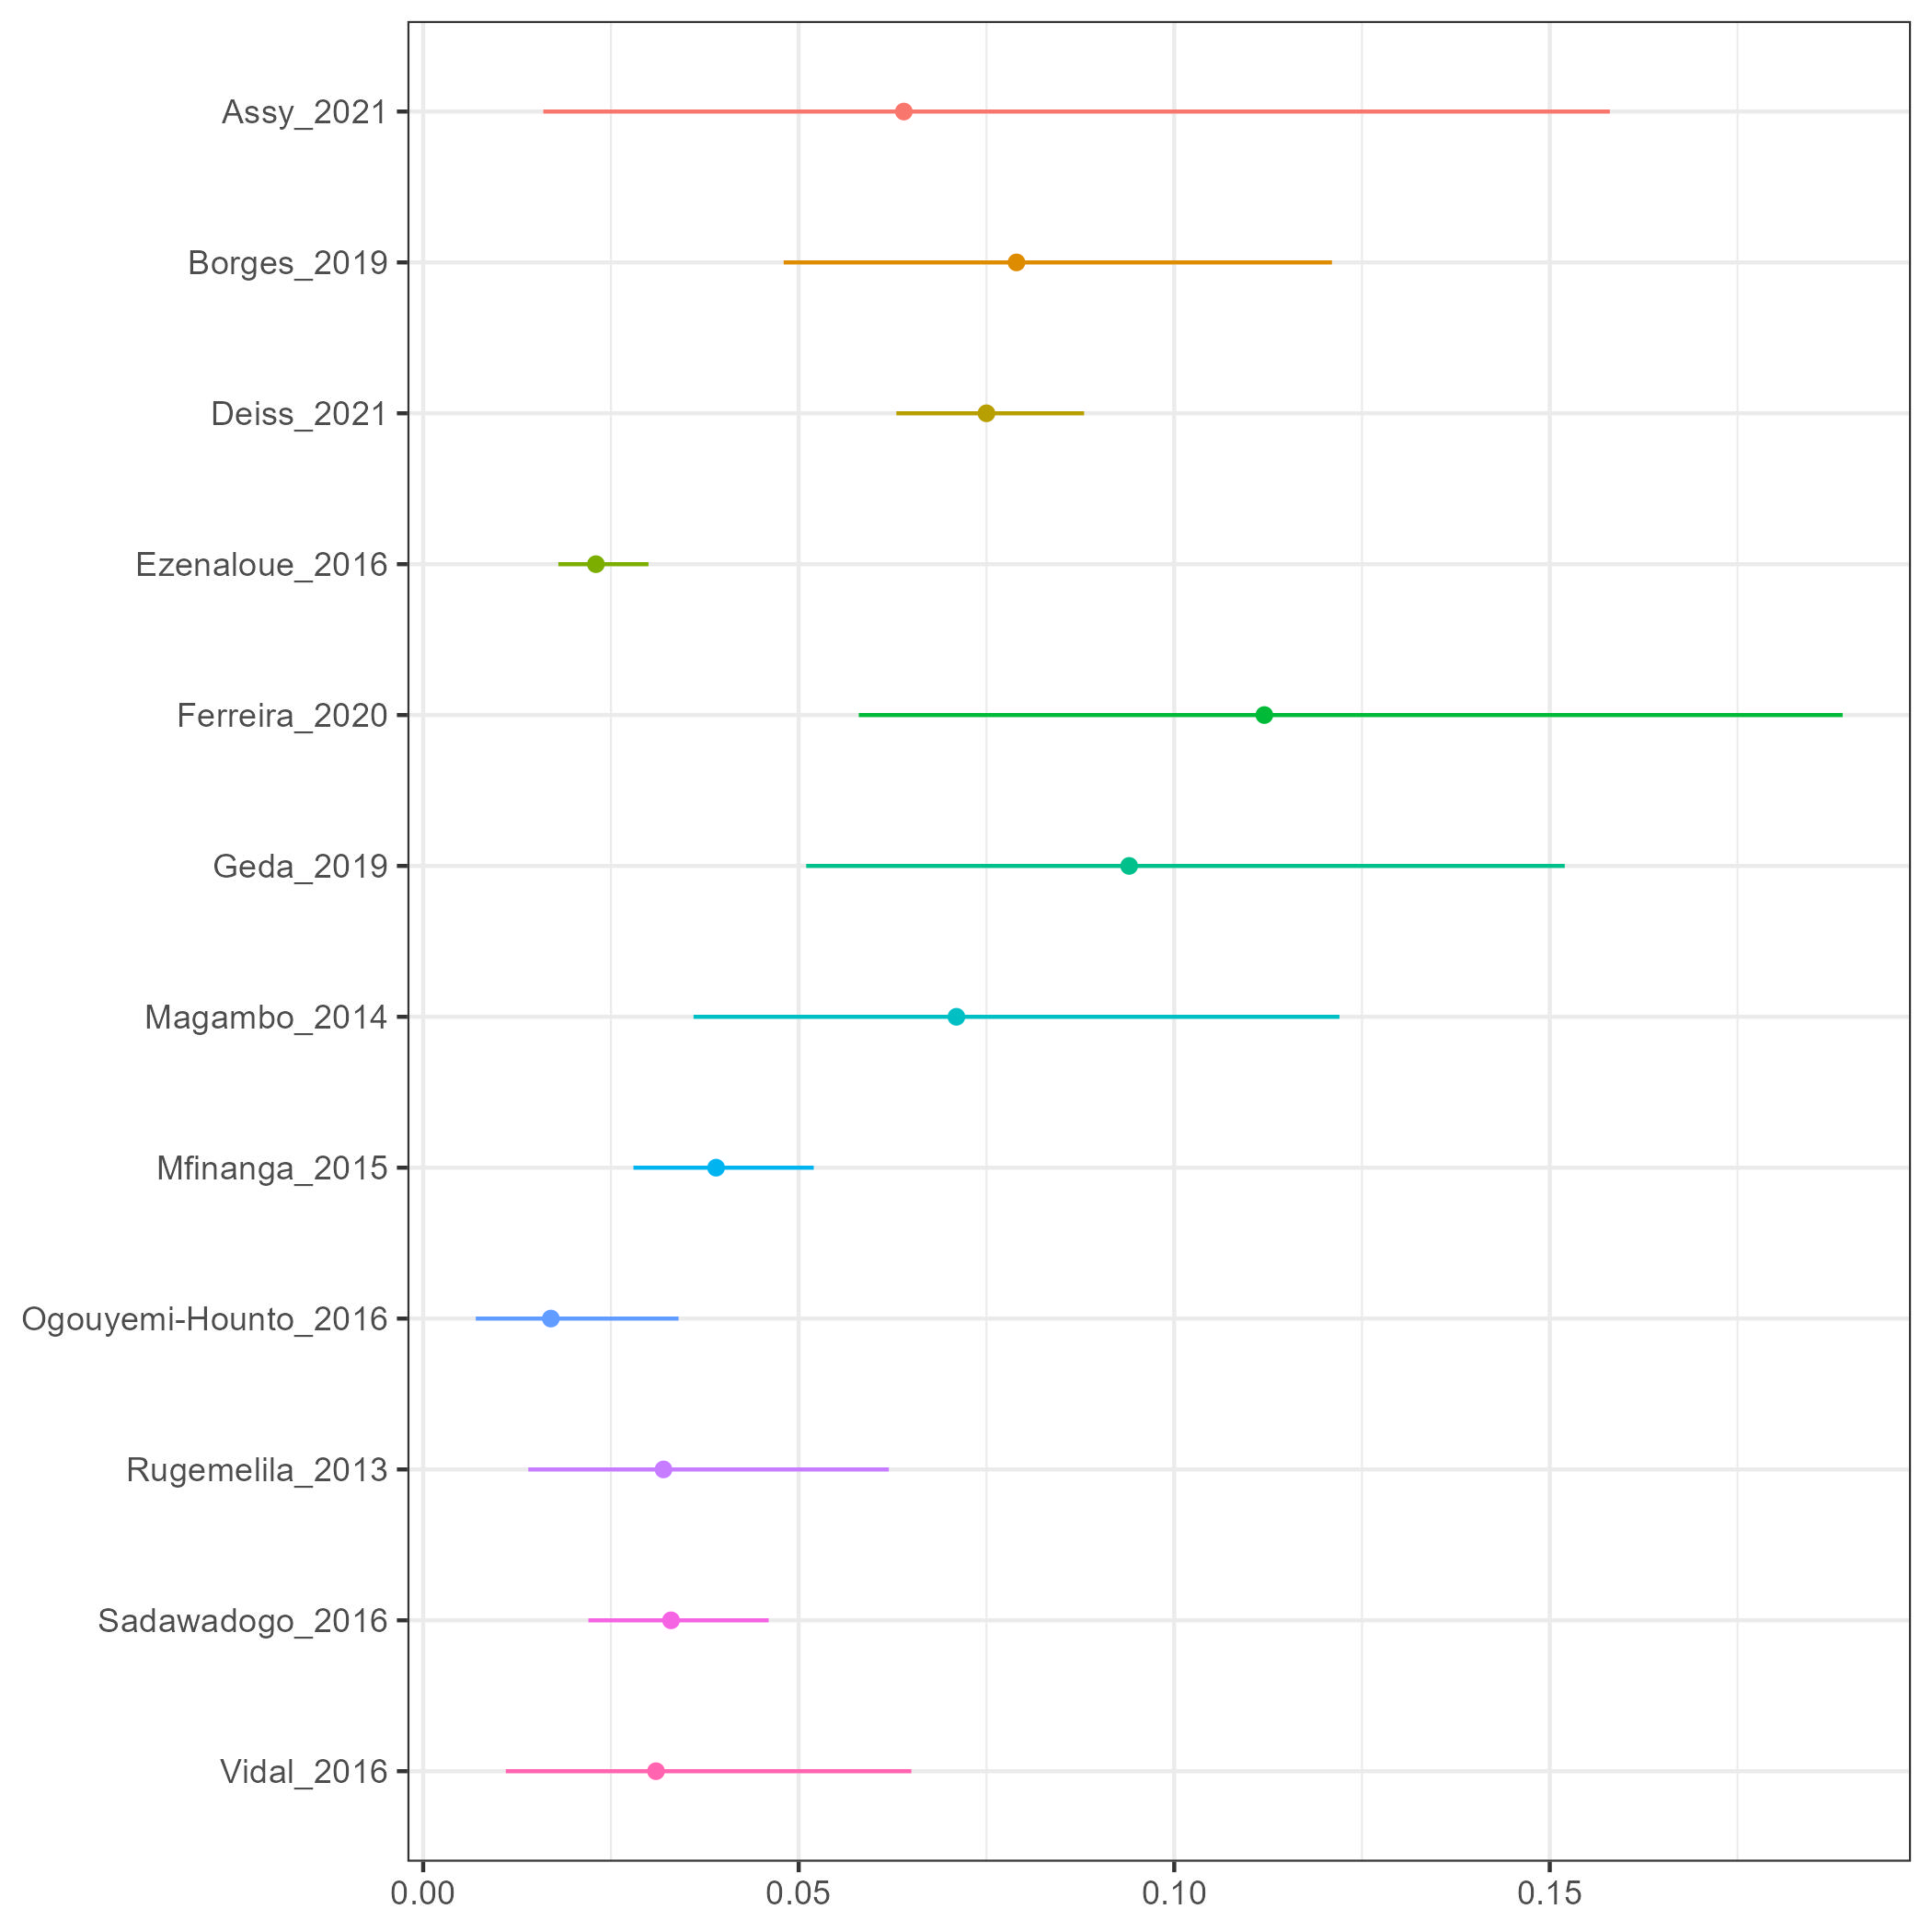 Assy_2021
Borges_2019
Deiss_2021
Ezenaloue_2016
Ferreira_2020
Geda_2019
Magambo_2014
Mfinanga_2015
Ogouyemi-Hounto_2016
Rugemelila_2013
Sadawadogo_2016
Vidal_2016
0.00 0.05 0.10 0.15